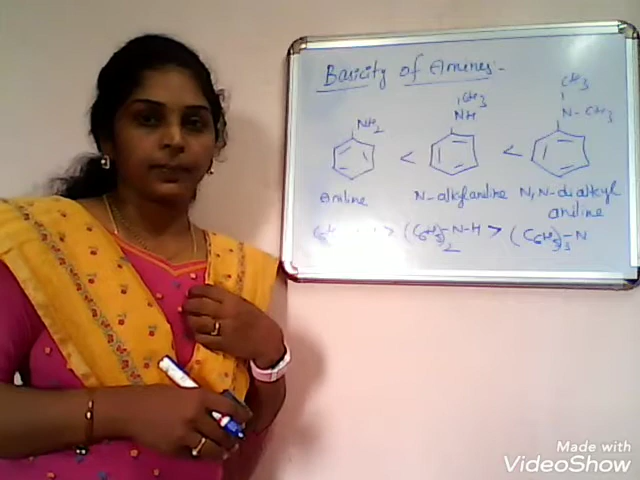 Basicity of Amines:-
CH3
CH3
NH2
NH
N-CH3
<
<
Aniline
N-alkylaniline
N,N-dialkyl
aniline
> (C6H5)2-N-H > (C6H5)3-N
Made with
VideoShow